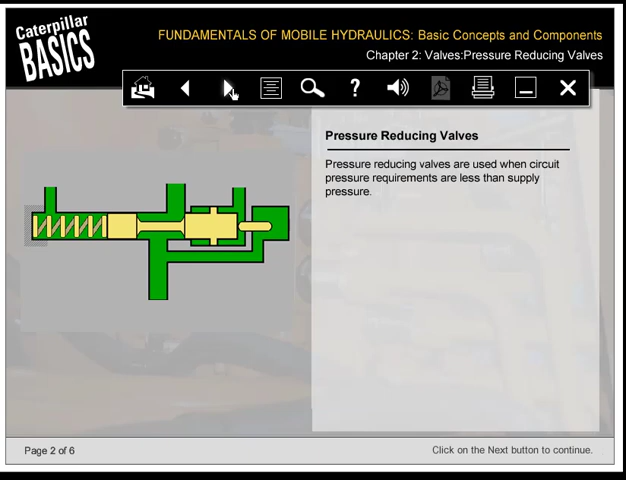 Caterpillar
BASICS
FUNDAMENTALS OF MOBILE HYDRAULICS: Basic Concepts and Components
Chapter 2: Valves:Pressure Reducing Valves
?
Pressure Reducing Valves
Pressure reducing valves are used when circuit
pressure requirements are less than supply
pressure.
Page 2 of 6
Click on the Next button to continue.